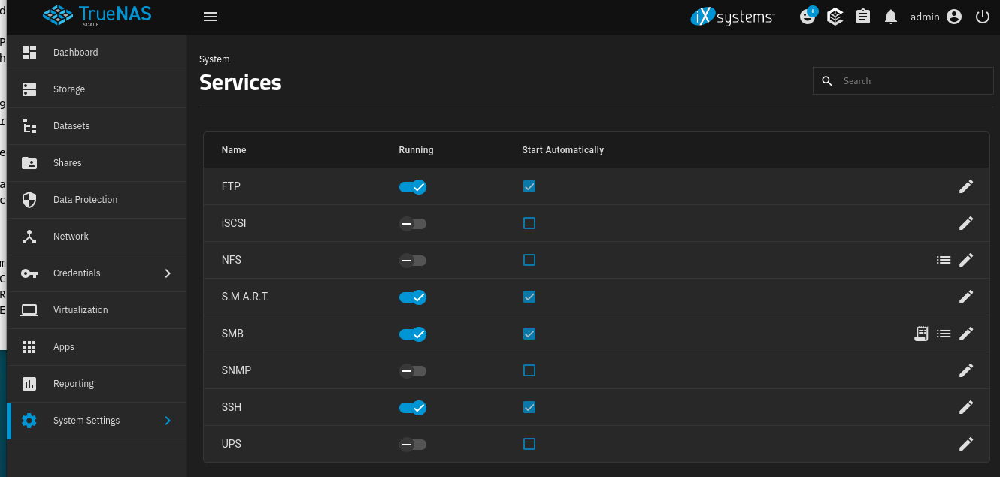 TrueNAS
SCALE
iXsystems™
+
admin
Dashboard
Storage
Datasets
Shares
Data Protection
Network
Credentials
Virtualization
Apps
Reporting
System Settings
System
Services
Search
Name Running Start Automatically
FTP
iSCSI
NFS
S.M.A.R.T.
SMB
SNMP
SSH
UPS
d
P
h
9
r
e
a
c
m
C
R
E